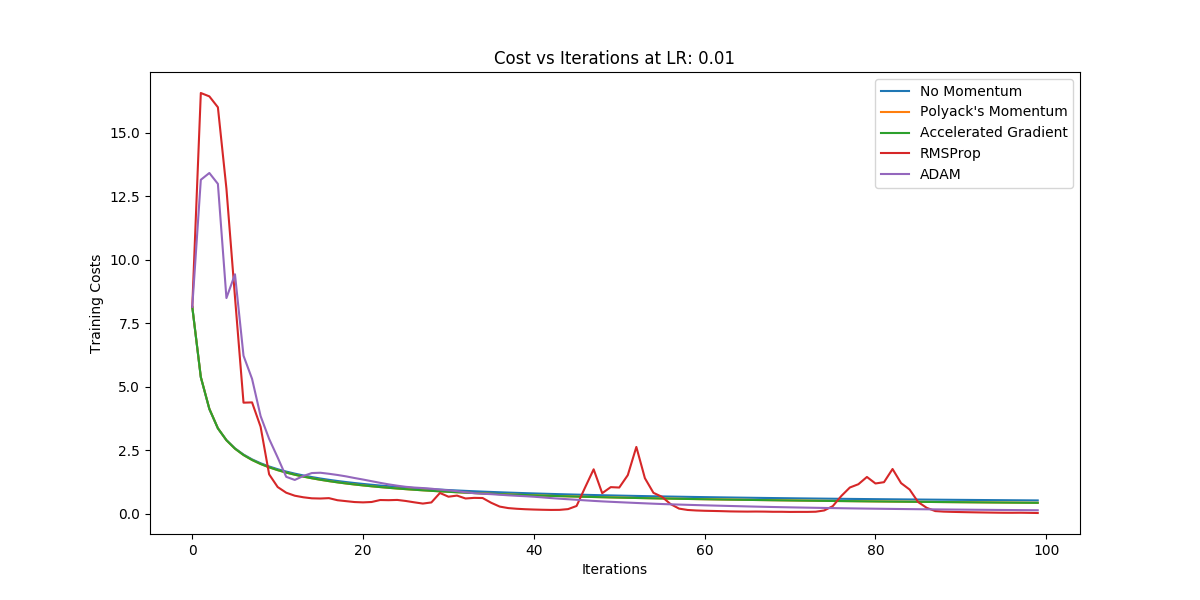 Cost vs Iterations at LR: 0.01
No Momentum
Polyack's Momentum
Accelerated Gradient
RMSProp
ADAM
Training Costs
15.0
12.5
10.0
7.5
5.0
2.5
0.0
0 20 40 60 80 100
Iterations